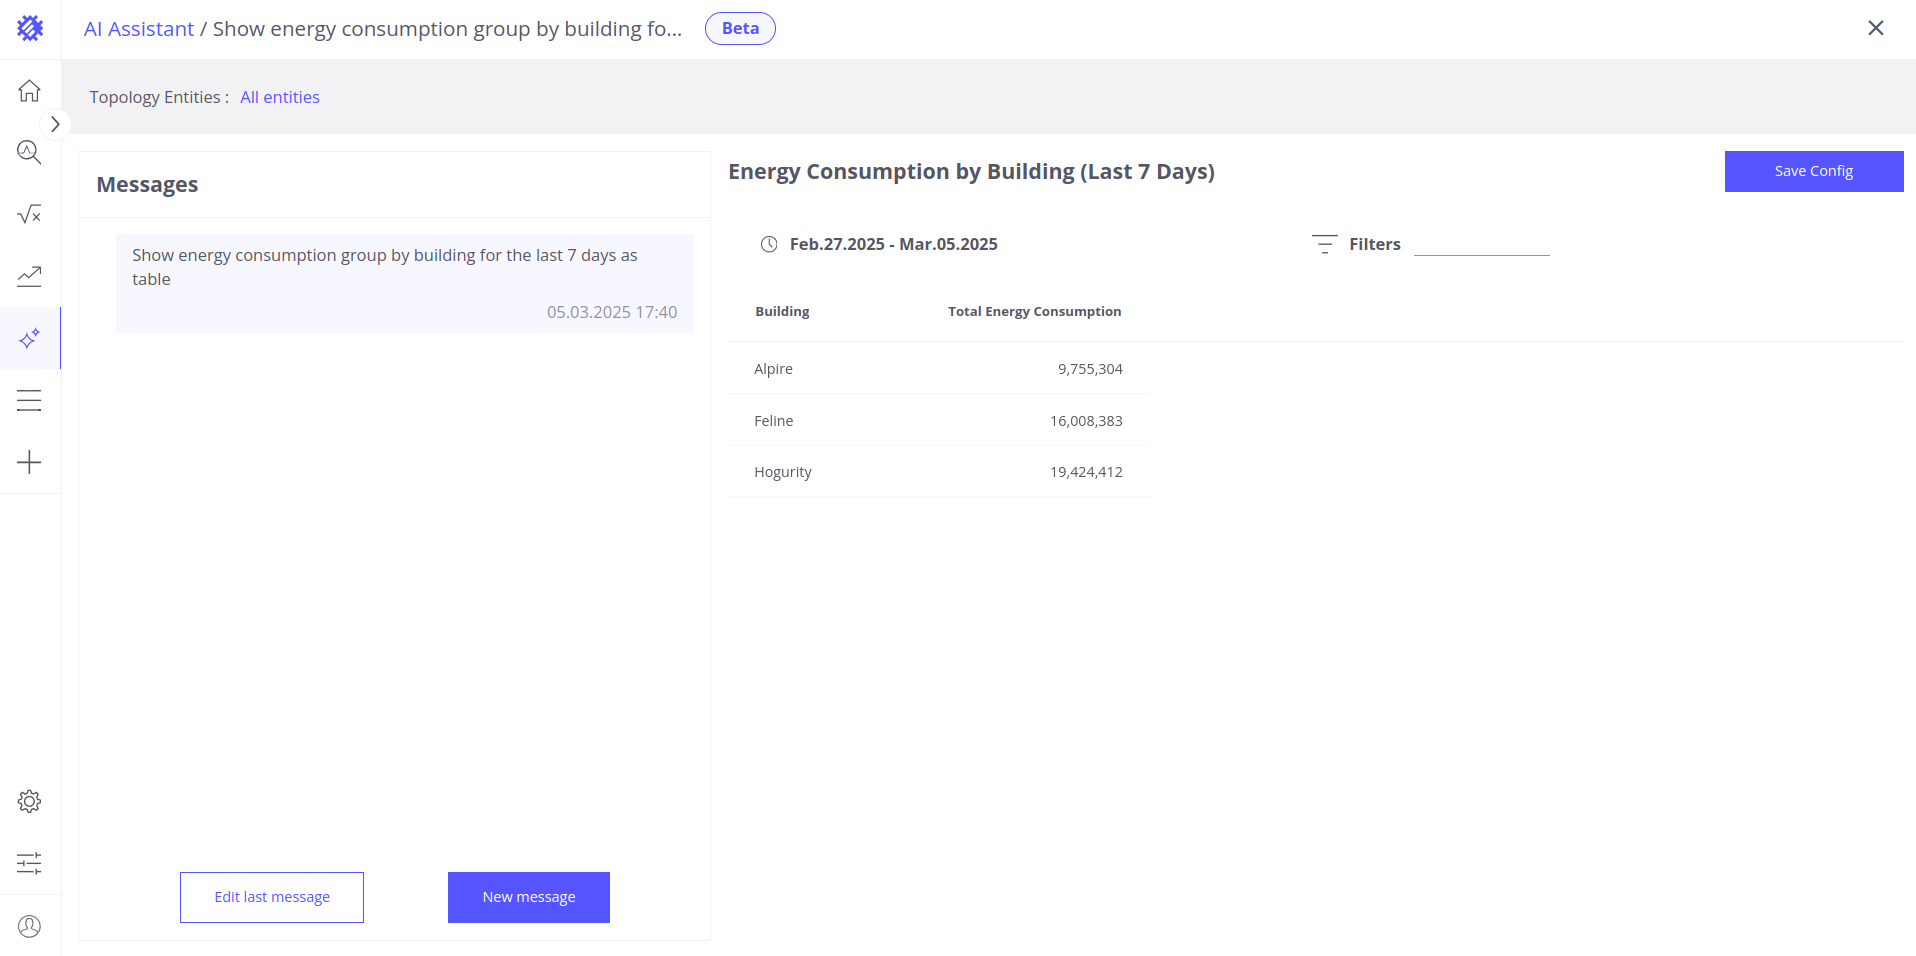 AI Assistant / Show energy consumption group by building fo...
Beta
Topology Entities : All entities
Messages
Show energy consumption group by building for the last 7 days as
table
05.03.2025 17:40
Edit last message
New message
Energy Consumption by Building (Last 7 Days)
Save Config
Feb.27.2025 - Mar.05.2025
Filters
Building Total Energy Consumption
Alpire 9,755,304
Feline 16,008,383
Hogurity 19,424,412